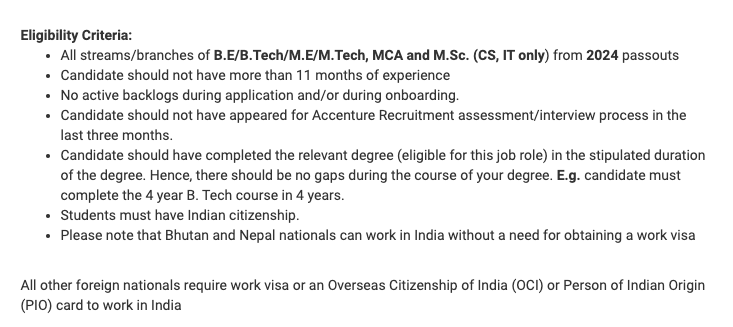 Eligibility Criteria:
• All streams/branches of B.E/B.Tech/M.E/M.Tech, MCA and M.Sc. (CS, IT only) from 2024 passouts
• Candidate should not have more than 11 months of experience
• No active backlogs during application and/or during onboarding.
• Candidate should not have appeared for Accenture Recruitment assessment/interview process in the
last three months.
• Candidate should have completed the relevant degree (eligible for this job role) in the stipulated duration
of the degree. Hence, there should be no gaps during the course of your degree. E.g. candidate must
complete the 4 year B. Tech course in 4 years.
• Students must have Indian citizenship.
• Please note that Bhutan and Nepal nationals can work in India without a need for obtaining a work visa
All other foreign nationals require work visa or an Overseas Citizenship of India (OCI) or Person of Indian Origin
(PIO) card to work in India